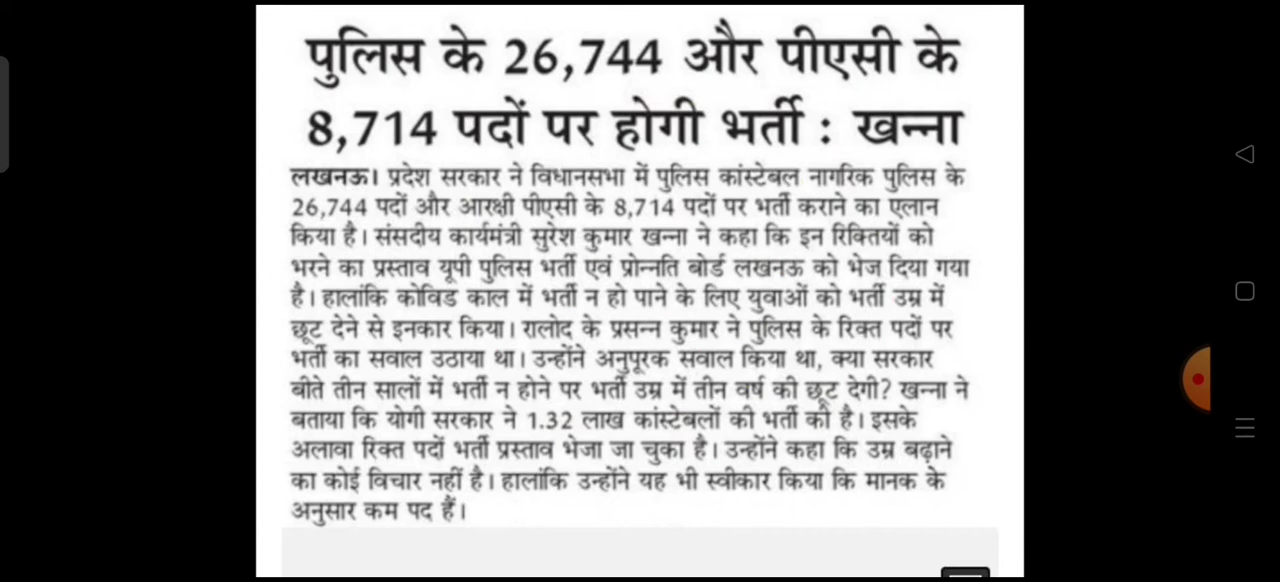 पुलिस के 26,744 और पीएसी के
8,714 पदों पर होगी भर्ती : खन्ना
लखनऊ। प्रदेश सरकार ने विधानसभा में पुलिस कांस्टेबल नागरिक पुलिस के
26,744 पदों और आरक्षी पीएसी के 8,714 पदों पर भर्ती कराने का एलान
किया है। संसदीय कार्यमंत्री सुरेश कुमार खन्ना ने कहा कि इन रिक्तियों को
भरने का प्रस्ताव यूपी पुलिस भर्ती एवं प्रोन्नति बोर्ड लखनऊ को भेज दिया गया
है। हालांकि कोविड काल में भर्ती न हो पाने के लिए युवाओं को भर्ती उम्र में
छूट देने से इनकार किया। रालोद के प्रसन्न कुमार ने पुलिस के रिक्त पदों पर
भर्ती का सवाल उठाया था। उन्होंने अनुपूरक सवाल किया था, क्या सरकार
बीते तीन सालों में भर्ती न होने पर भर्ती उम्र में तीन वर्ष की छूट देगी? खन्ना ने
बताया कि योगी सरकार ने 1.32 लाख कांस्टेबलों की भर्ती की है। इसके
अलावा रिक्त पदों भर्ती प्रस्ताव भेजा जा चुका है। उन्होंने कहा कि उम्र बढ़ाने
का कोई विचार नहीं है। हालांकि उन्होंने यह भी स्वीकार किया कि मानक के
अनुसार कम पद हैं।